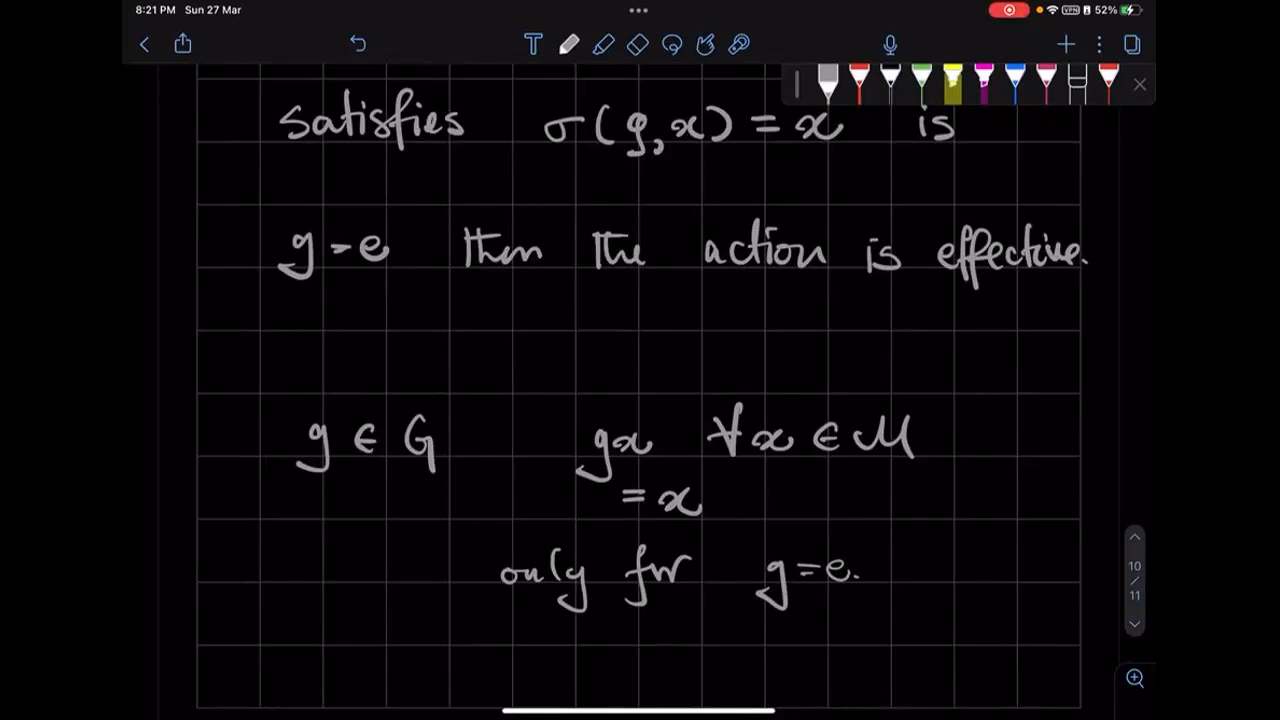 8:21 PM Sun 27 Mar
VPN 52%
satisfies σ(g,x) = x is
g=e then the action is effective.
g ∈ G gx ∀x ∈ M
= x
only for g=e.
10
/
11